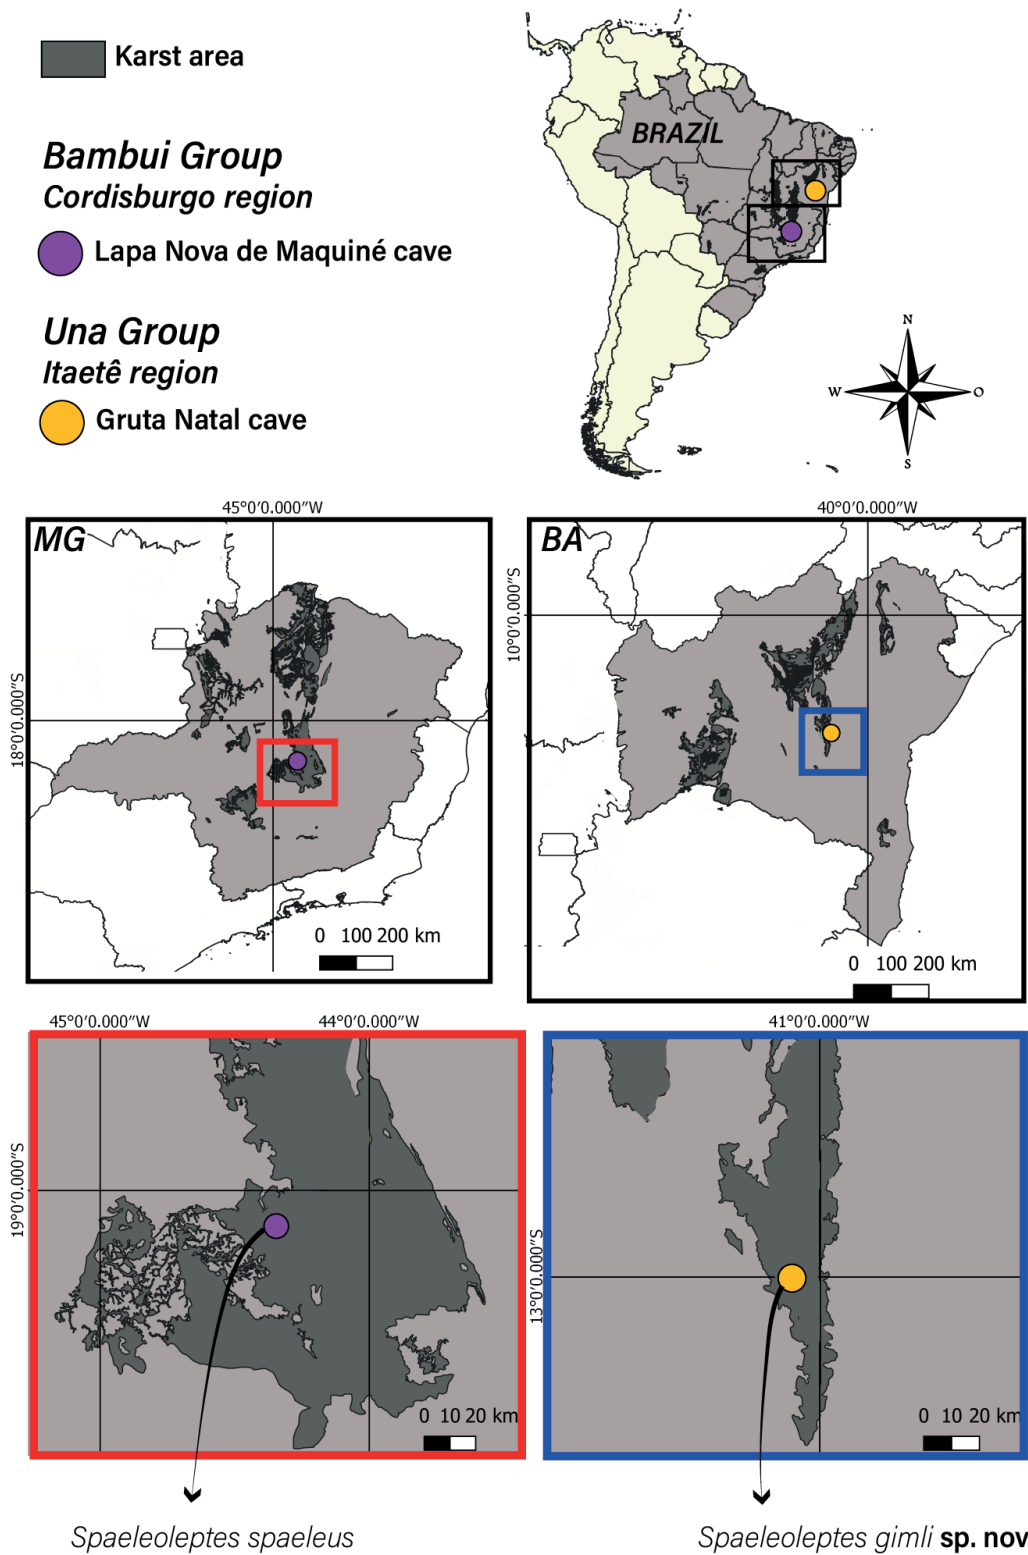 Karst area
BRAZIL
Bambui Group
Cordisburgo region
Lapa Nova de Maquiné cave
Una Group
Itaetê region
Gruta Natal cave
N
W
O
S
45°0'0.000"W
40°0'0.000"W
MG
BA
18°0'0.000"S
10°0'0.000"S
0 100 200 km
0 100 200 km
45°0'0.000"W
44°0'0.000"W
41°0'0.000"W
19°0'0.000"S
13°0'0.000"S
0 10 20 km
0 10 20 km
Spaeleoleptes spaeleus
Spaeleoleptes gimli sp. nov